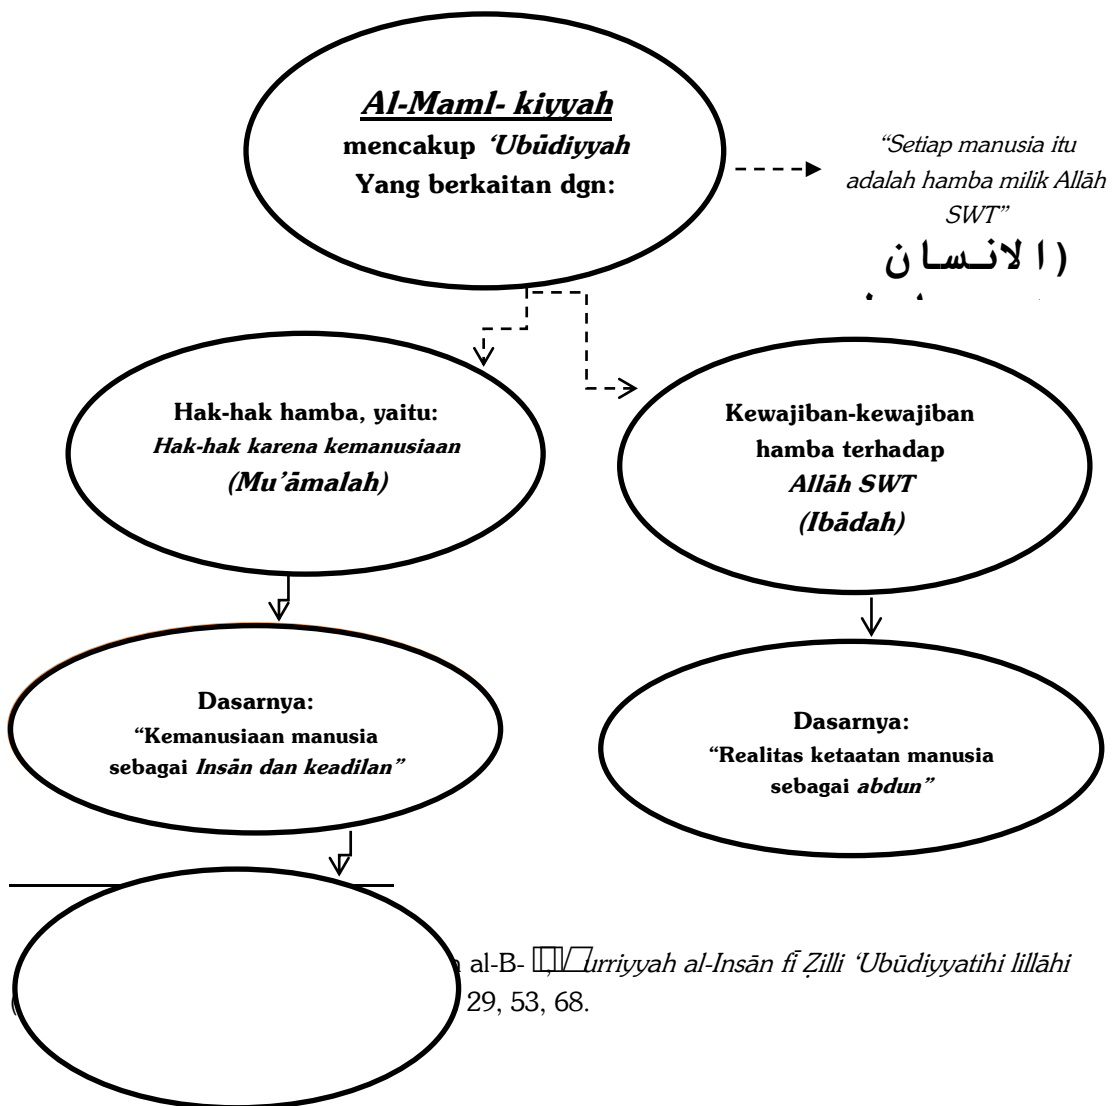 Al-Maml- kiyyah
mencakup ‘Ubūdiyyah
Yang berkaitan dgn:
“Setiap manusia itu
adalah hamba milik Allāh
SWT”
(الانسان
Hak-hak hamba, yaitu:
Hak-hak karena kemanusiaan
(Mu’āmalah)
Kewajiban-kewajiban
hamba terhadap
Allāh SWT
(Ibādah)
Dasarnya:
“Kemanusiaan manusia
sebagai Insān dan keadilan”
Dasarnya:
“Realitas ketaatan manusia
sebagai abdun”
al-B- urriyyah al-Insān fī Ẓilli ‘Ubūdiyyatihi lillāhi
( 29, 53, 68.